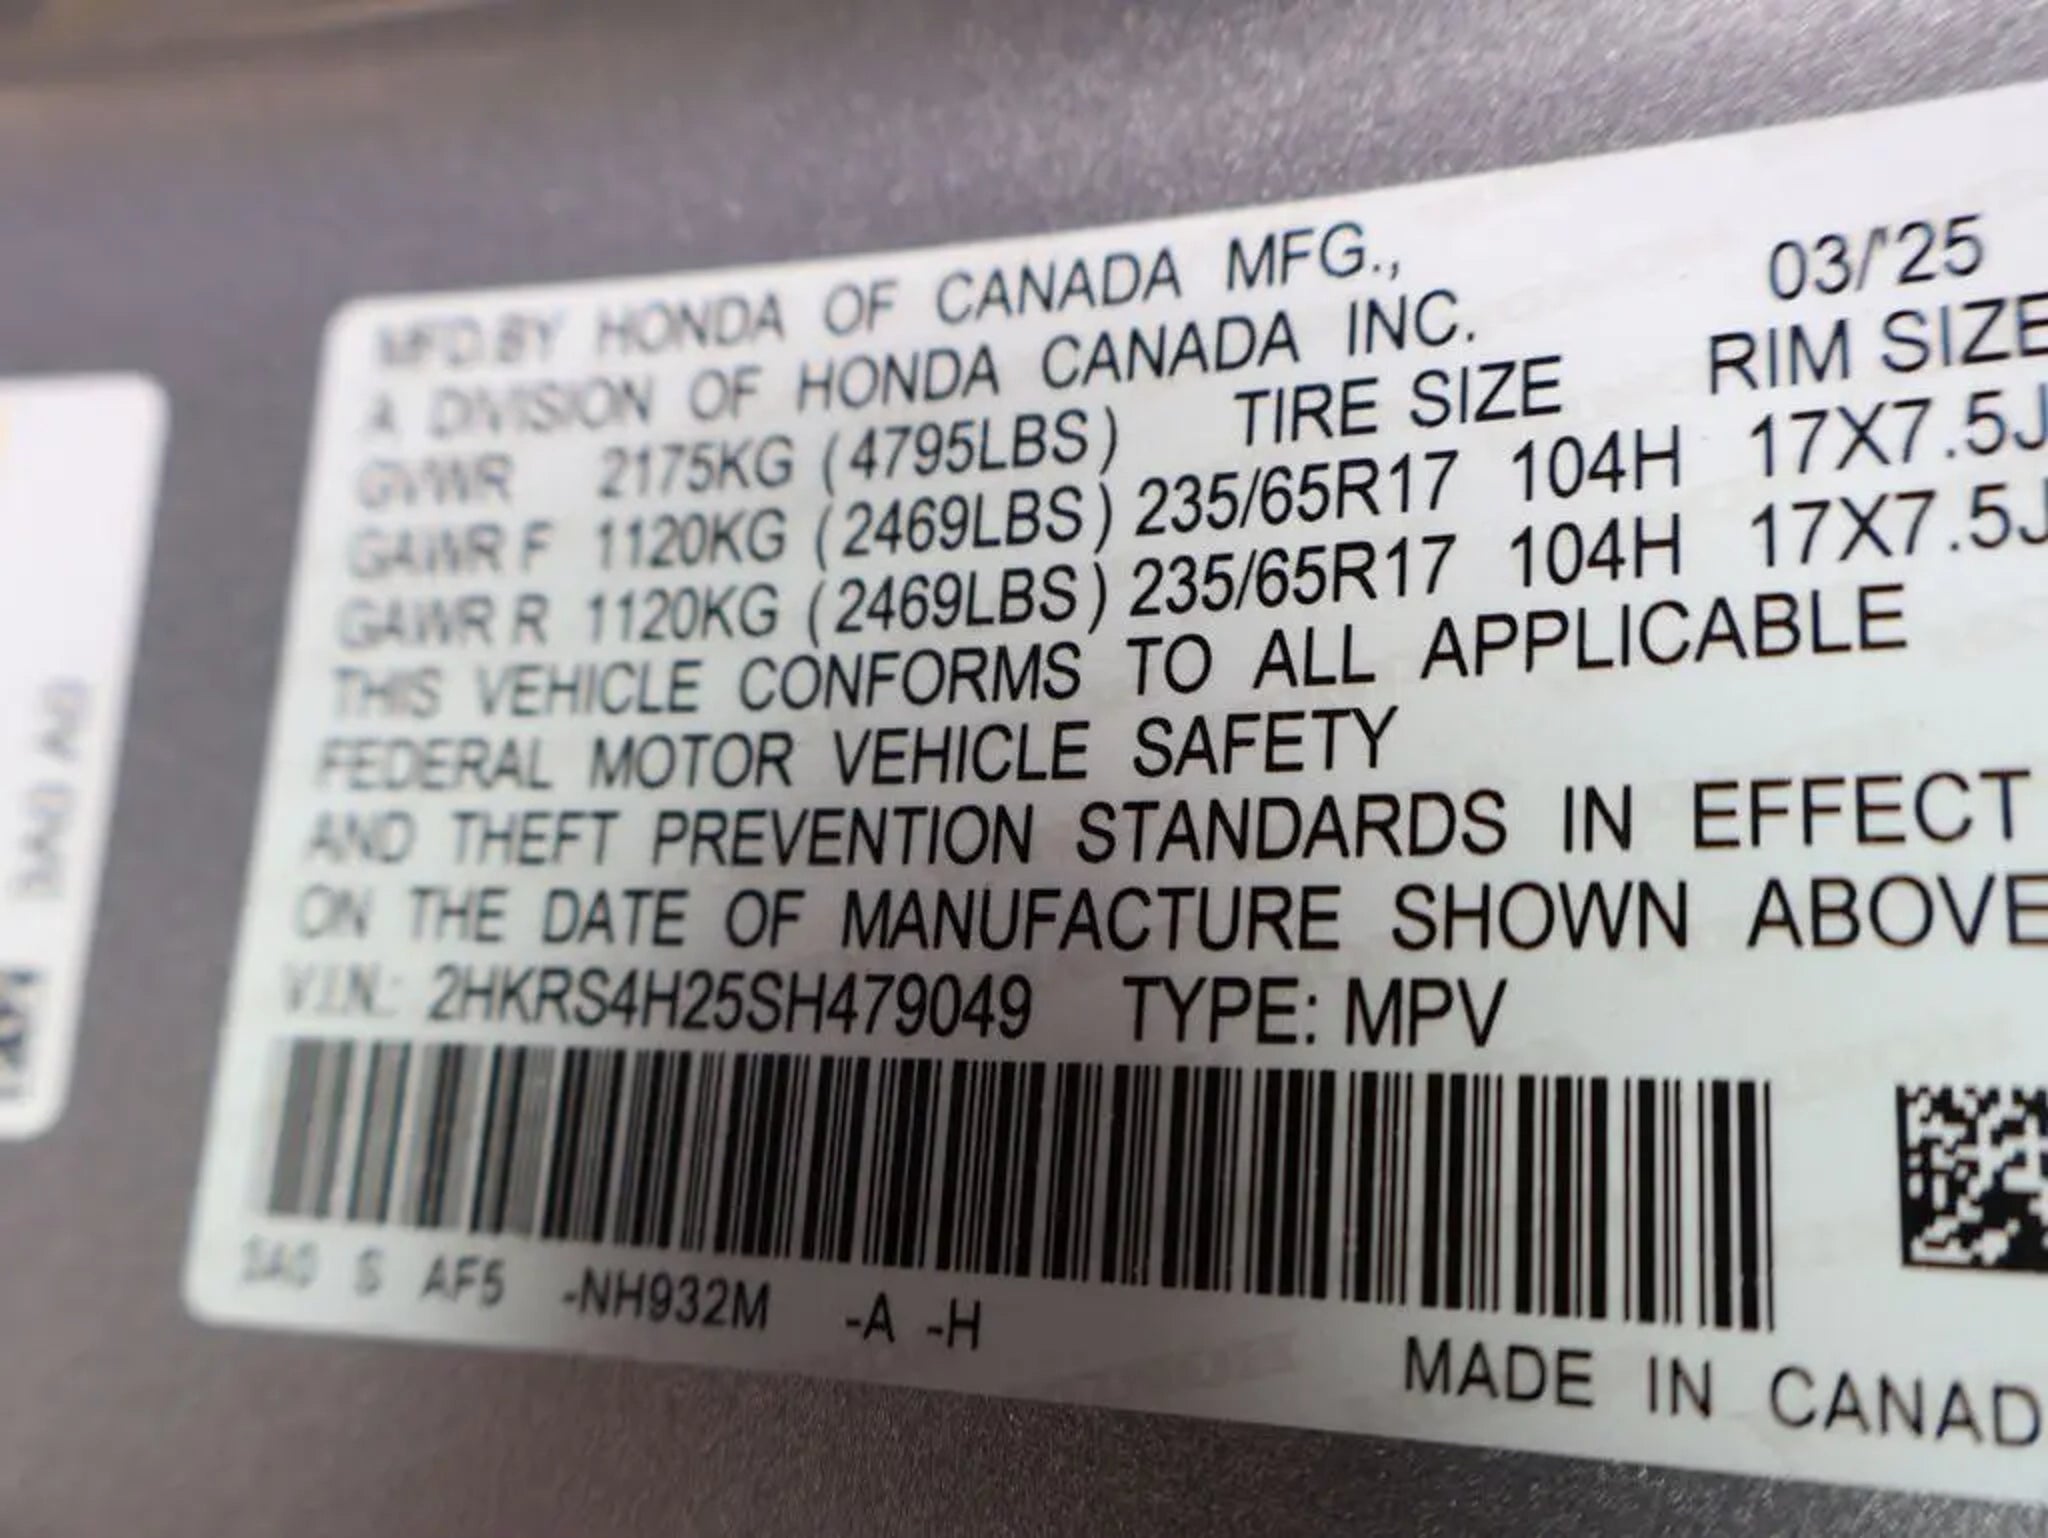 MFD.BY HONDA OF CANADA MFG., 03/'25
A DIVISION OF HONDA CANADA INC.
TIRE SIZE RIM SIZE
GVWR 2175KG (4795LBS)
GAWR F 1120KG (2469LBS) 235/65R17 104H 17X7.5J
GAWR R 1120KG (2469LBS) 235/65R17 104H 17X7.5J
THIS VEHICLE CONFORMS TO ALL APPLICABLE
FEDERAL MOTOR VEHICLE SAFETY
AND THEFT PREVENTION STANDARDS IN EFFECT
ON THE DATE OF MANUFACTURE SHOWN ABOVE
V.I.N.: 2HKRS4H25SH479049 TYPE: MPV
3A0 S AF5 -NH932M -A -H
MADE IN CANAD
3A0 A0